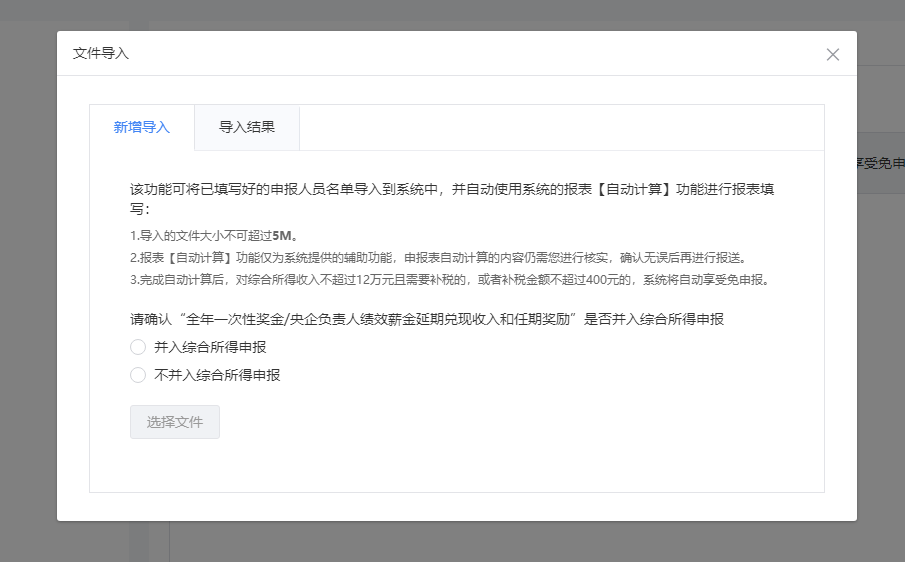 文件导入
新增导入
导入结果
享受免申
该功能可将已填写好的申报人员名单导入到系统中，并自动使用系统的报表【自动计算】功能进行报表填
写：
1.导入的文件大小不可超过5M。
2.报表【自动计算】功能仅为系统提供的辅助功能，申报表自动计算的内容仍需您进行核实，确认无误后再进行报送。
3.完成自动计算后，对综合所得收入不超过12万元且需要补税的，或者补税金额不超过400元的，系统将自动享受免申报。
请确认“全年一次性奖金/央企负责人绩效薪金延期兑现收入和任期奖励”是否并入综合所得申报
并入综合所得申报
不并入综合所得申报
选择文件